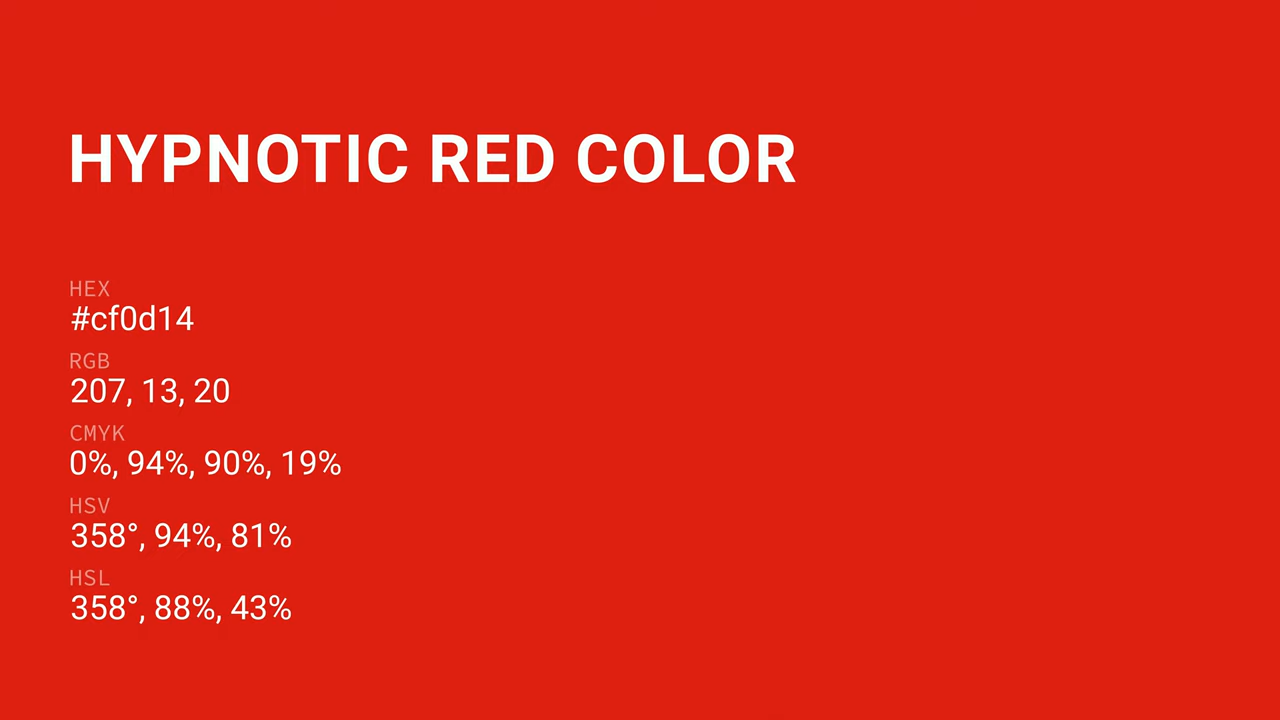 HYPNOTIC RED COLOR
HEX
#cf0d14
RGB
207, 13, 20
CMYK
0%, 94%, 90%, 19%
HSV
358°, 94%, 81%
HSL
358°, 88%, 43%